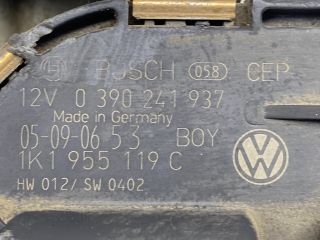 BOSCH 058 CEP
12V 0 390 241 937
Made in Germany
05-09-06 53 BOY
1K1 955 119 C
HW 012/ SW 0402